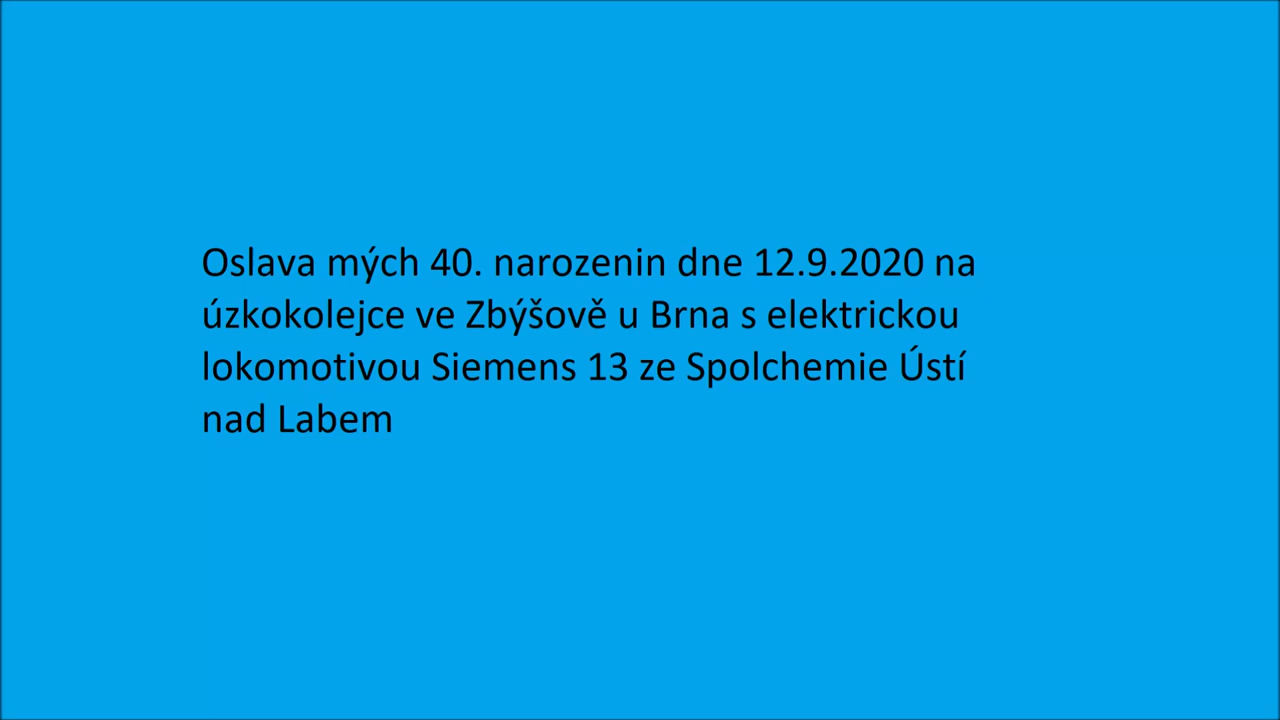 Oslava mých 40. narozenin dne 12.9.2020 na
úzkokolejce ve Zbýšově u Brna s elektrickou
lokomotivou Siemens 13 ze Spolchemie Ústí
nad Labem